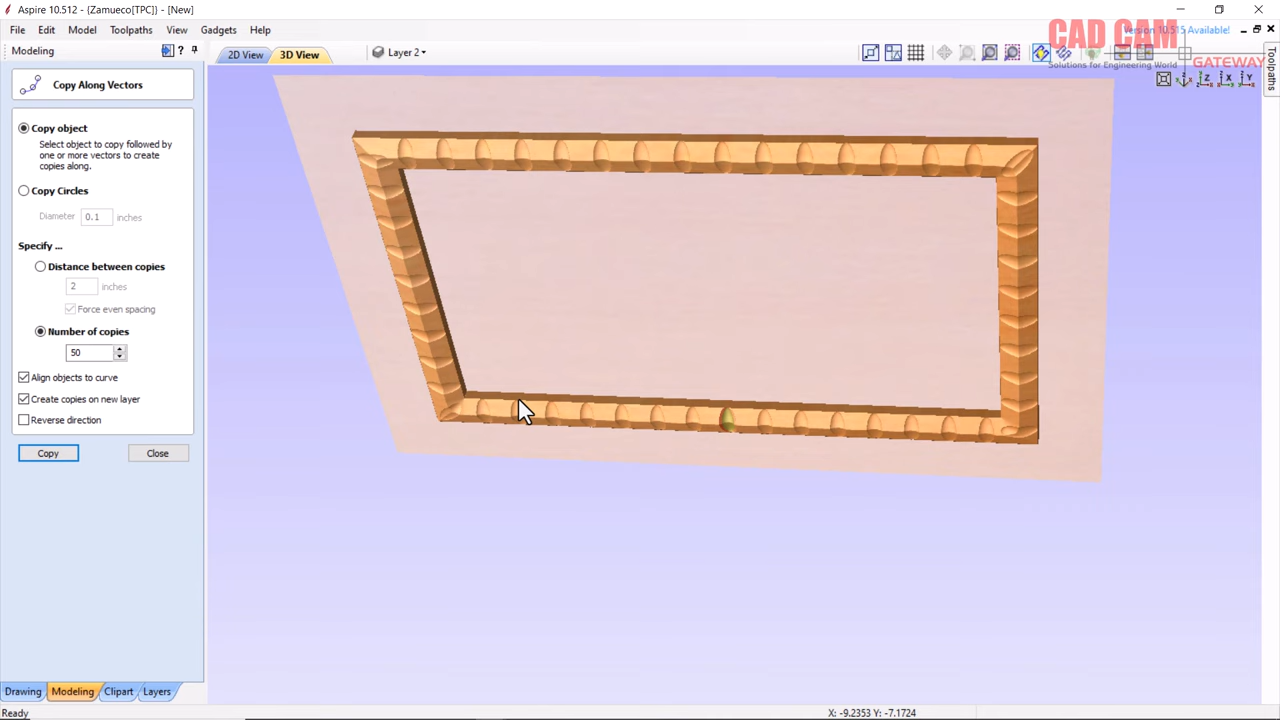 Aspire 10.512 - {Zamueco[TPC]} - [New]
File Edit Model Toolpaths View Gadgets Help
Version 10.515 Available!
CAD CAM
Solutions for Engineering World
GATEWAY
Modeling
2D View 3D View Layer 2
Toolpaths
Z X Y
Copy Along Vectors
Copy object
Select object to copy followed by
one or more vectors to create
copies along.
Copy Circles
Diameter 0.1 inches
Specify ...
Distance between copies
2 inches
Force even spacing
Number of copies
50
Align objects to curve
Create copies on new layer
Reverse direction
Copy Close
Drawing Modeling Clipart Layers
Ready X: -9.2353 Y: -7.1724